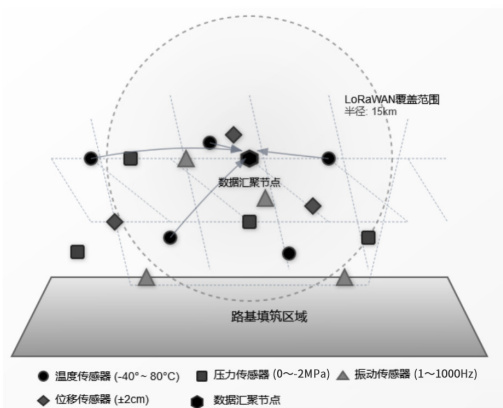 LoRaWAN覆盖范围
半径: 15km
数据汇聚节点
路基填筑区域
温度传感器 (-40°~ 80°C) 压力传感器 (0～-2MPa) 振动传感器 (1～1000Hz)
位移传感器 (±2cm) 数据汇聚节点